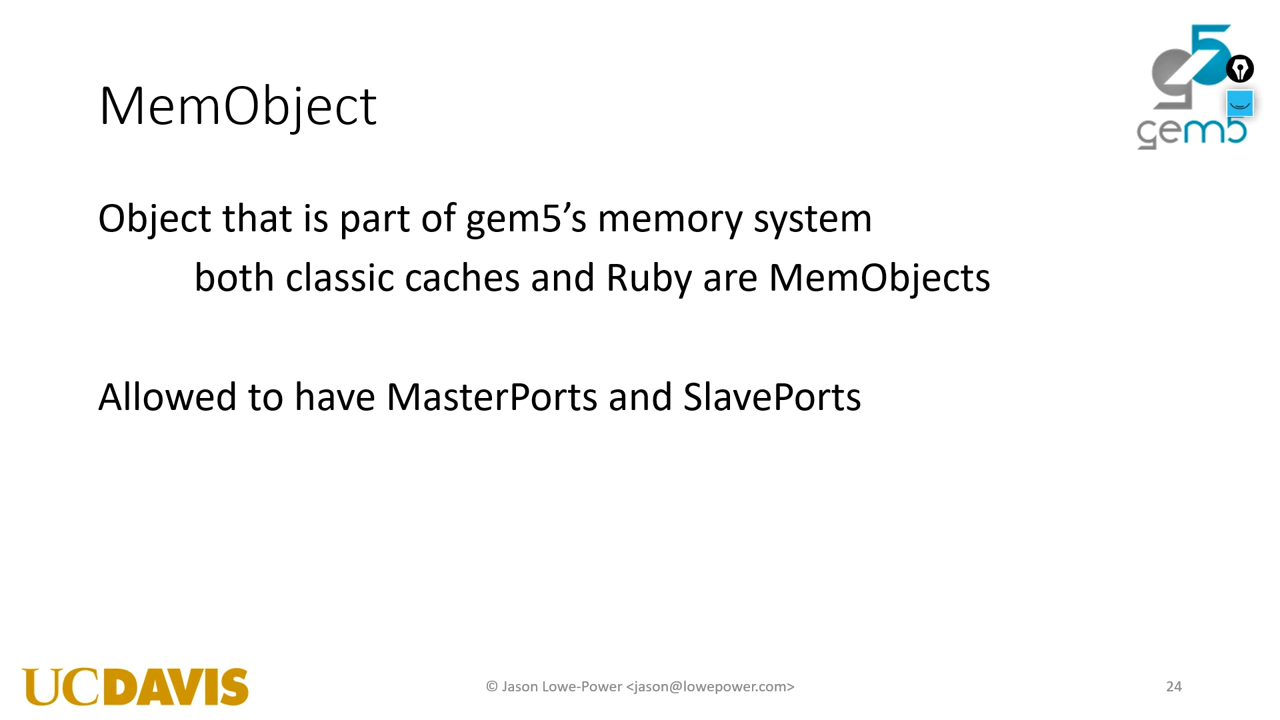 MemObject
gem5
Object that is part of gem5’s memory system
both classic caches and Ruby are MemObjects
Allowed to have MasterPorts and SlavePorts
UCDAVIS
© Jason Lowe-Power <jason@lowepower.com>
24